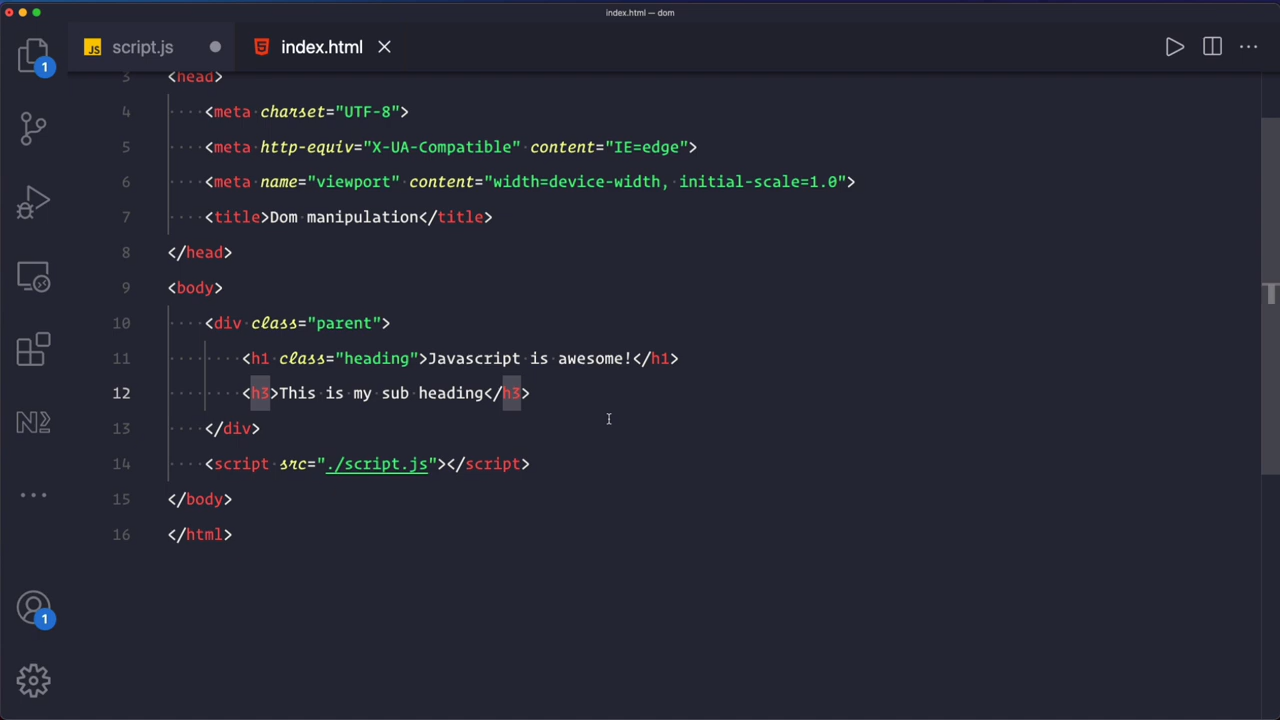 index.html — dom
JS script.js index.html
3 <head>
4 <meta charset="UTF-8">
5 <meta http-equiv="X-UA-Compatible" content="IE=edge">
6 <meta name="viewport" content="width=device-width, initial-scale=1.0">
7 <title>Dom manipulation</title>
8 </head>
9 <body>
10 <div class="parent">
11 <h1 class="heading">Javascript is awesome!</h1>
12 <h3>This is my sub heading</h3>
13 </div>
14 <script src="./script.js"></script>
15 </body>
16 </html>
1
1